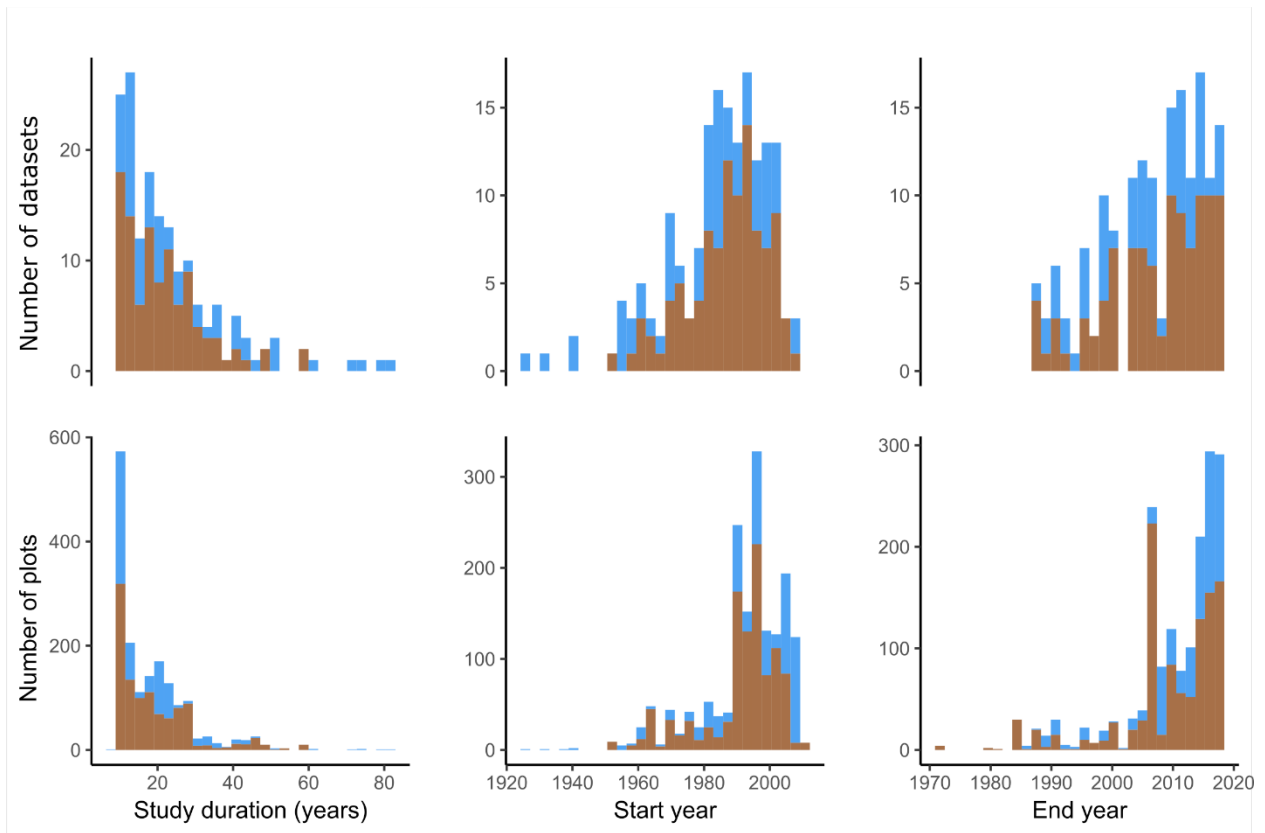 Number of datasets
20
10
0
15
10
5
0
15
10
5
0
Number of plots
600
400
200
0
300
200
100
0
300
200
100
0
20 40 60 80
1920 1940 1960 1980 2000
1970 1980 1990 2000 2010 2020
Study duration (years)
Start year
End year